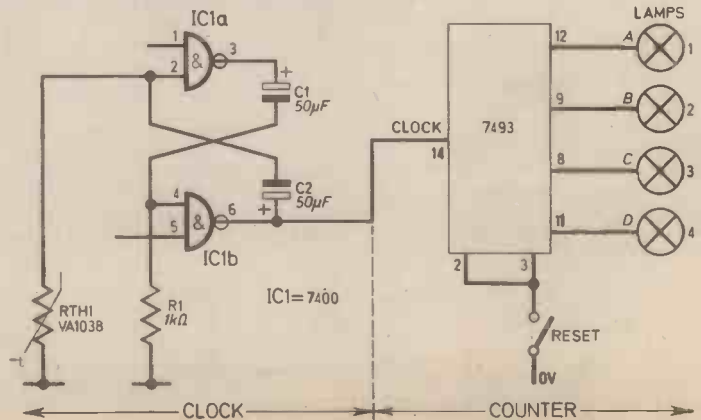 IC1a
1
2
&
3
+
C1
50µF
C2
50µF
+
4
5
&
6
IC1b
IC1 = 7400
RTH1
VA1038
-t
R1
1kΩ
CLOCK
14
7493
12
9
8
11
2
3
LAMPS
A
1
B
2
C
3
D
4
RESET
0V
CLOCK
COUNTER